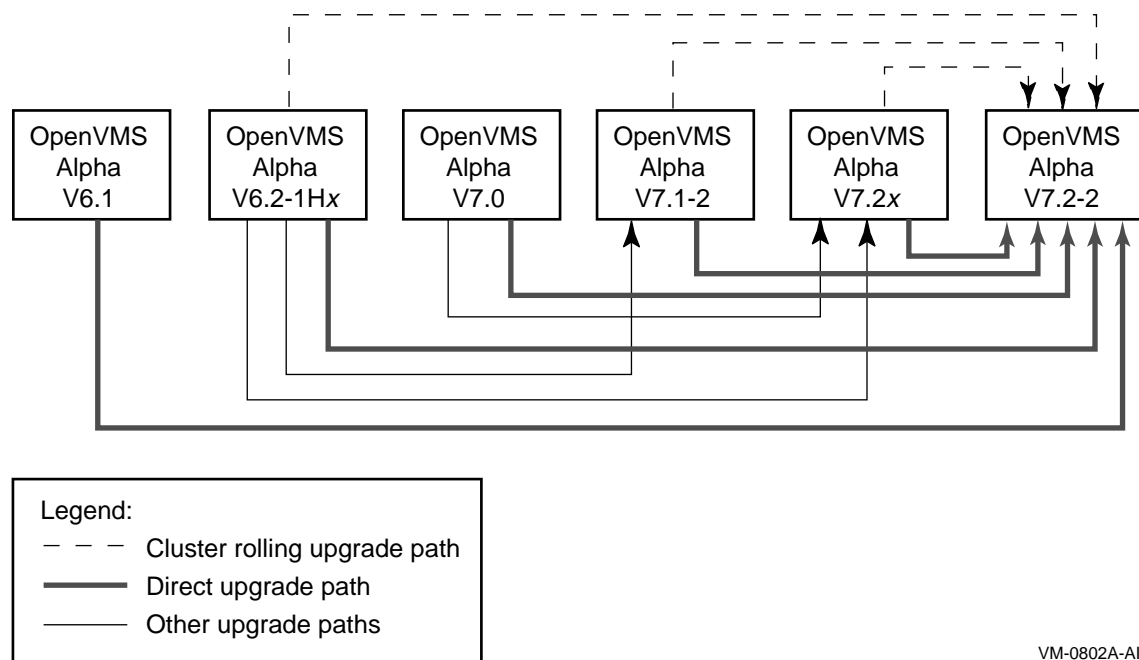 OpenVMS
Alpha
V6.1
OpenVMS
Alpha
V6.2-1Hx
OpenVMS
Alpha
V7.0
OpenVMS
Alpha
V7.1-2
OpenVMS
Alpha
V7.2x
OpenVMS
Alpha
V7.2-2
Legend:
Cluster rolling upgrade path
Direct upgrade path
Other upgrade paths
VM-0802A-AI